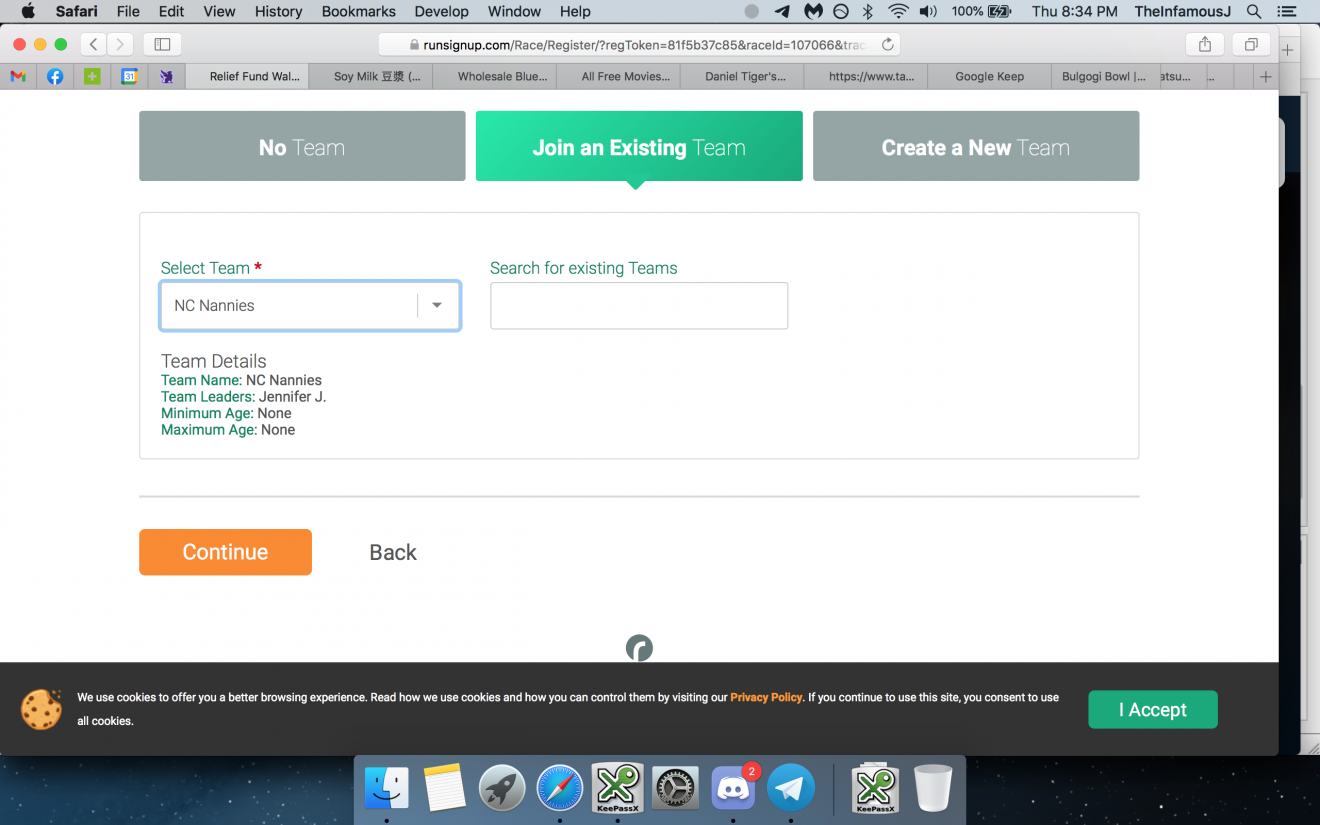 Safari File Edit View History Bookmarks Develop Window Help 100% Thu 8:34 PM TheInfamousJ
runsignup.com/Race/Register/?regToken=81f5b37c85&raceId=107066&trac
31 Relief Fund Wal... Soy Milk 豆漿 (... Wholesale Blue... All Free Movies... Daniel Tiger's... https://www.ta... Google Keep Bulgogi Bowl |... atsu... ...
No Team
Join an Existing Team
Create a New Team
Select Team *
Search for existing Teams
NC Nannies
Team Details
Team Name: NC Nannies
Team Leaders: Jennifer J.
Minimum Age: None
Maximum Age: None
Continue
Back
We use cookies to offer you a better browsing experience. Read how we use cookies and how you can control them by visiting our Privacy Policy. If you continue to use this site, you consent to use
all cookies.
I Accept
2
KeePassX
KeePassX